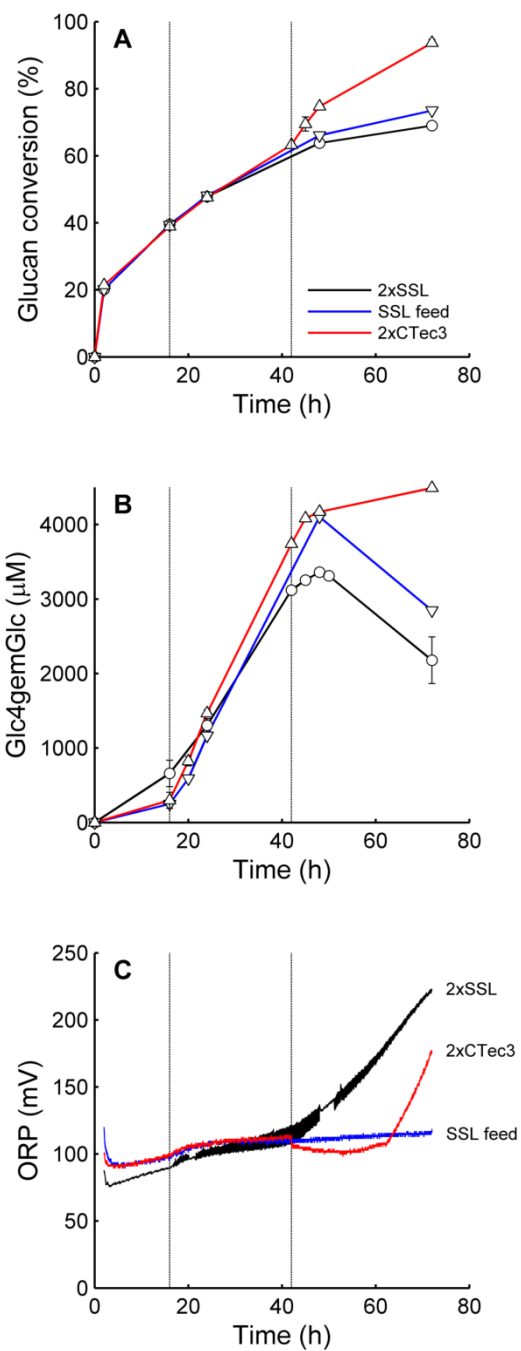 A
Glucan conversion (%)
100
80
60
40
20
0
2xSSL
SSL feed
2xCTec3
0 20 40 60 80
Time (h)
B
Glc4gemGlc (μM)
4000
3000
2000
1000
0
0 20 40 60 80
Time (h)
C
ORP (mV)
250
200
150
100
50
0
2xSSL
2xCTec3
SSL feed
0 20 40 60 80
Time (h)